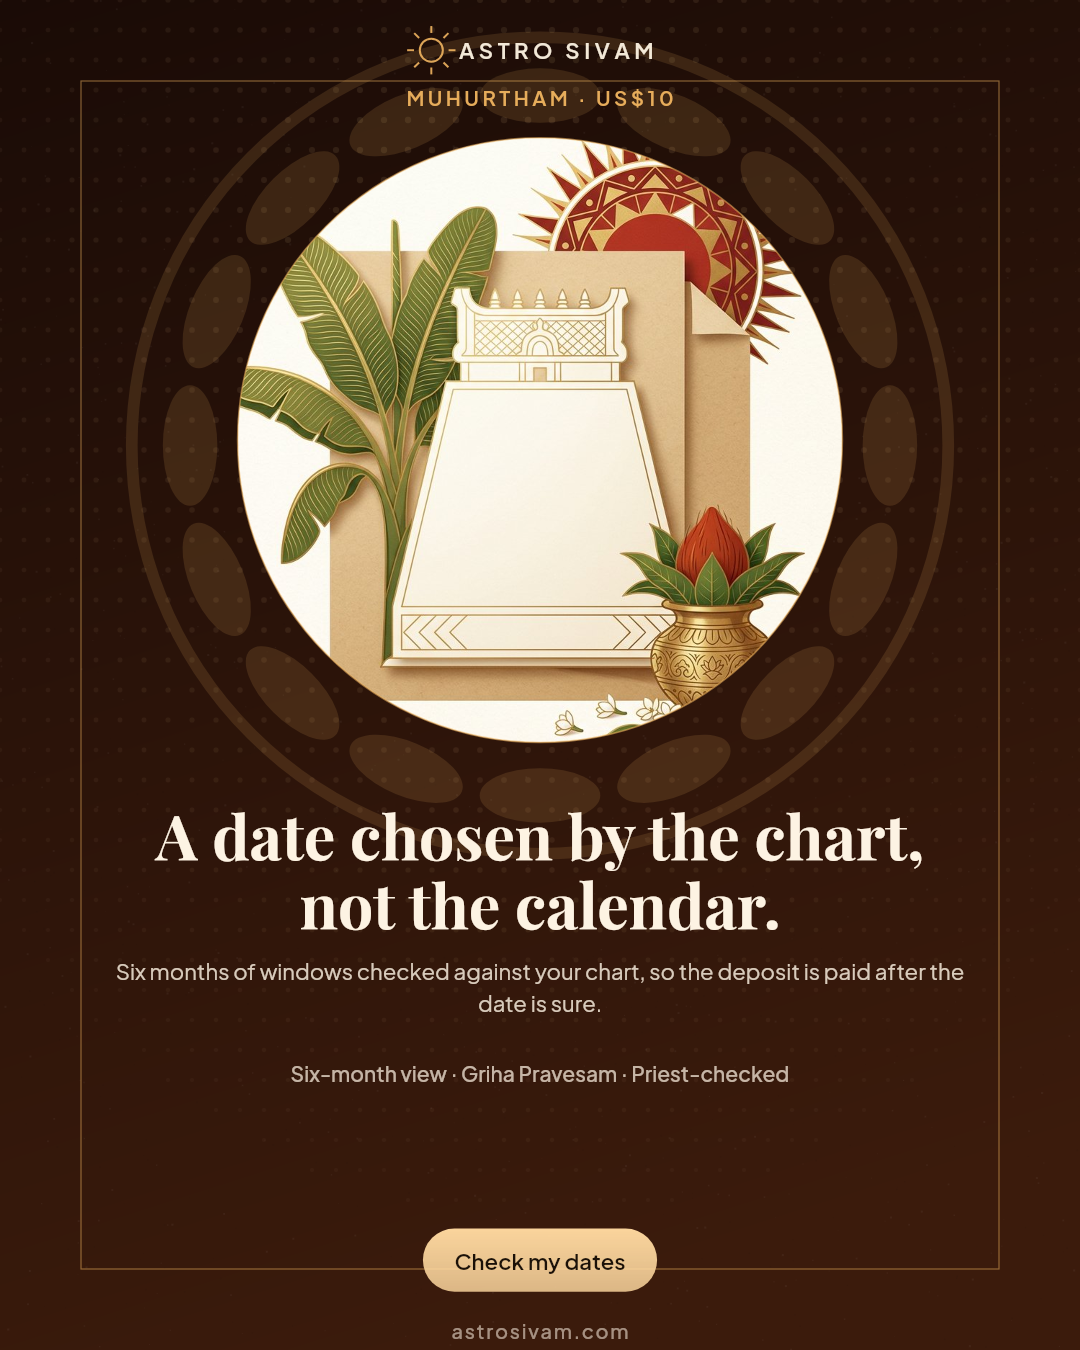 ASTRO SIVAM
MUHURTHAM · US$10
A date chosen by the chart,
not the calendar.
Six months of windows checked against your chart, so the deposit is paid after the
date is sure.
Six-month view · Griha Pravesam · Priest-checked
Check my dates
astrosivam.com